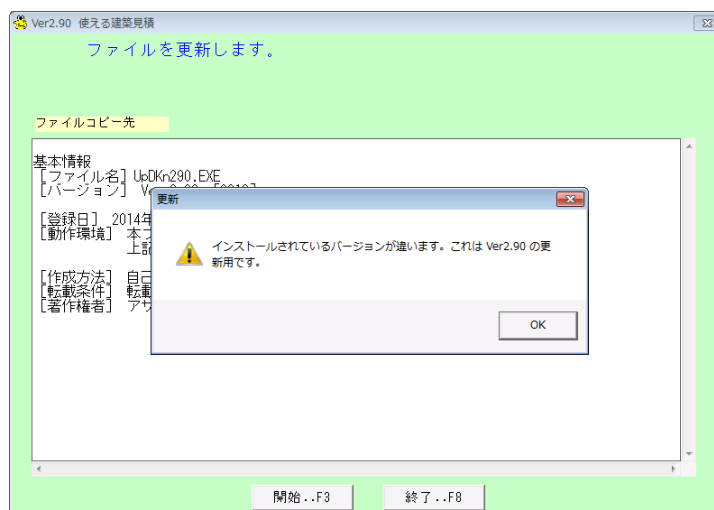 Ver2.90 使える建築見積
ファイルを更新します。
ファイルコピー先
基本情報
[ファイル名] UpDKn290.EXE
[バージョン]
更新
[登録日] 2014年
[動作環境]
インストールされているバージョンが違います。これは Ver2.90 の更
新用です。
上記
[作成方法] 自己
[転載条件] 転載
[著作権者] アサ
OK
開始..F3
終了..F8